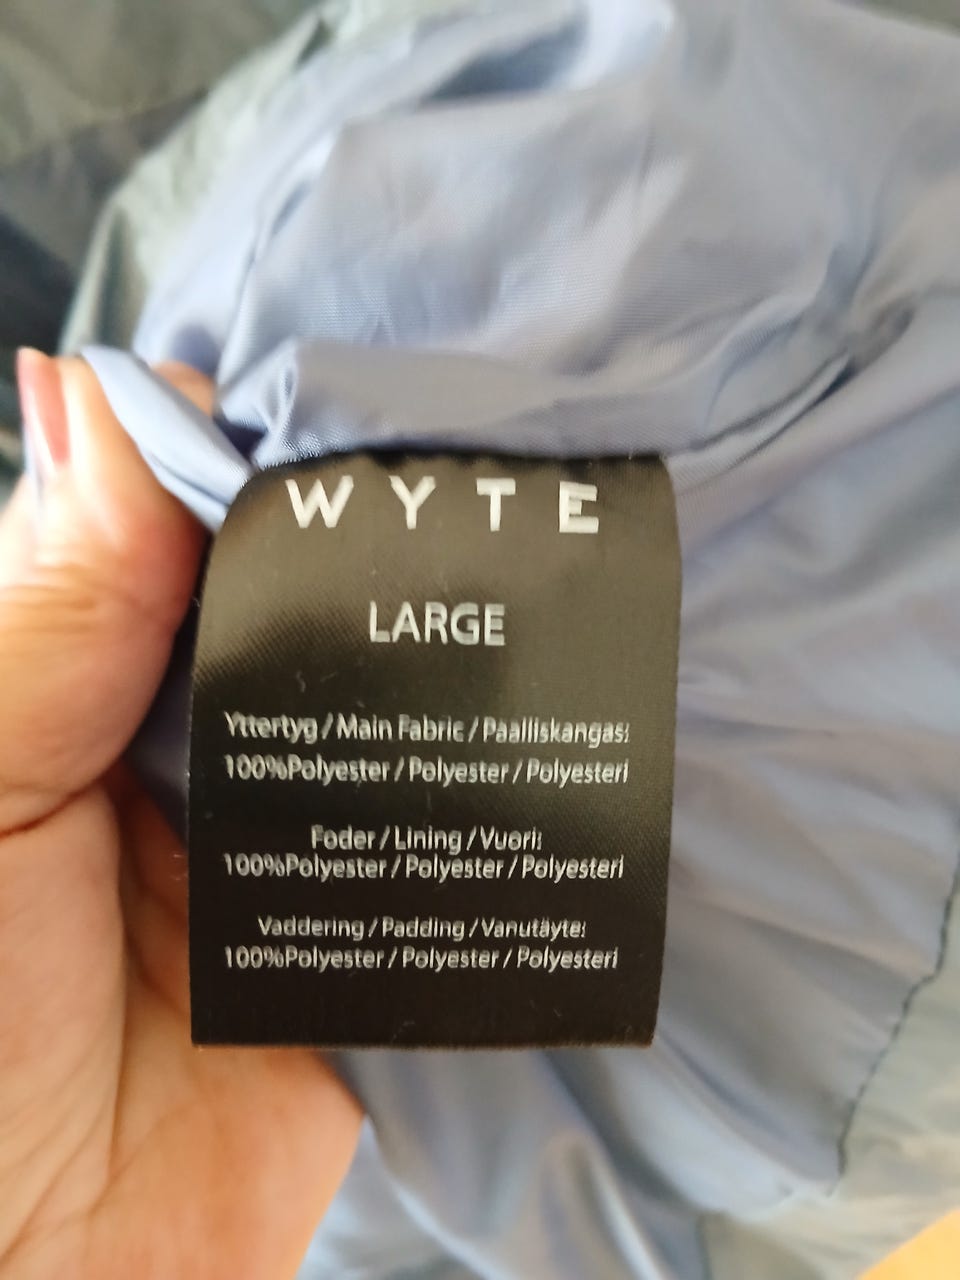 WYTE
LARGE
Yttertyg / Main Fabric / Paalliskangas:
100%Polyester / Polyester / Polyesteri
Foder / Lining / Vuori:
100%Polyester / Polyester / Polyesteri
Vaddering / Padding / Vanutäyte:
100%Polyester / Polyester / Polyesteri